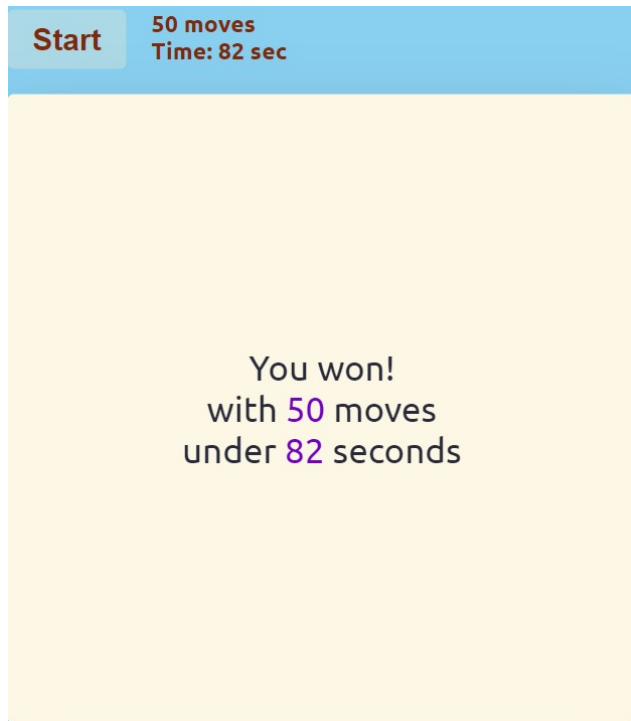 Start
50 moves
Time: 82 sec
You won!
with 50 moves
under 82 seconds